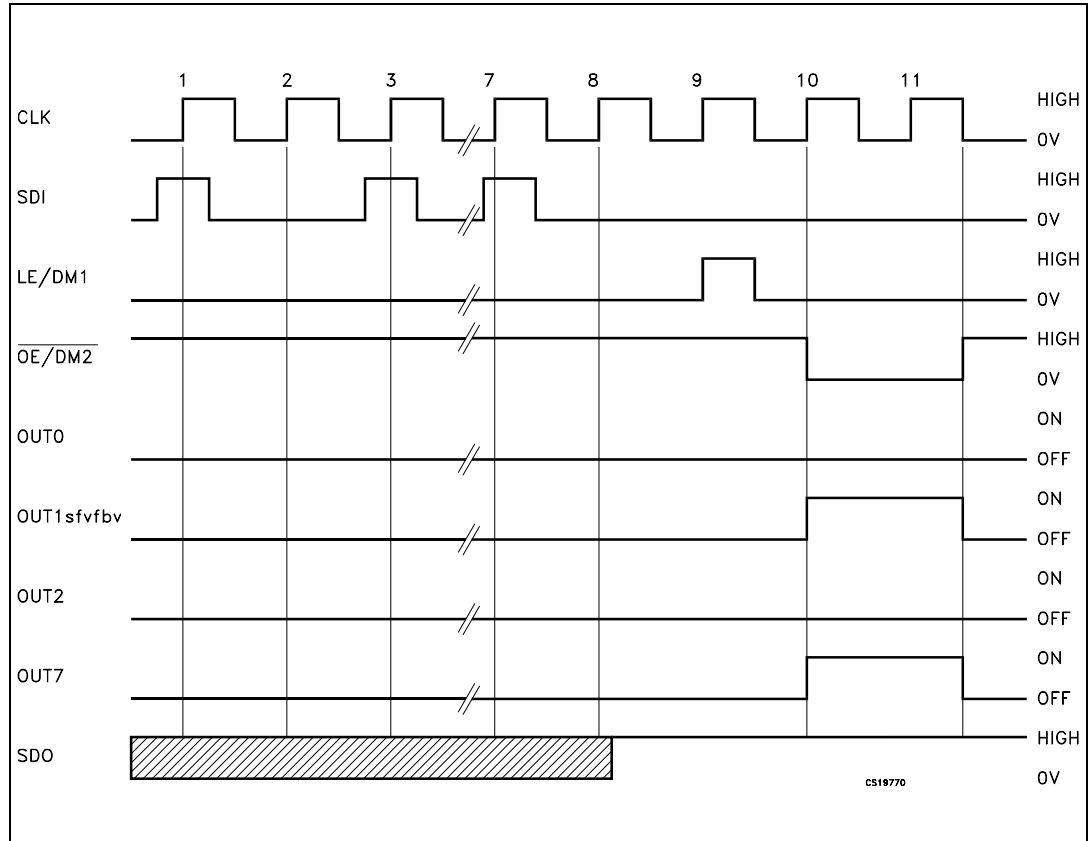 1 2 3 7 8 9 10 11
CLK HIGH
0V
SDI HIGH
0V
LE/DM1 HIGH
0V
OE/DM2 HIGH
0V
OUT0 ON
OFF
OUT1sfvfbv ON
OFF
OUT2 ON
OFF
OUT7 ON
OFF
SDO HIGH
0V
CS19770